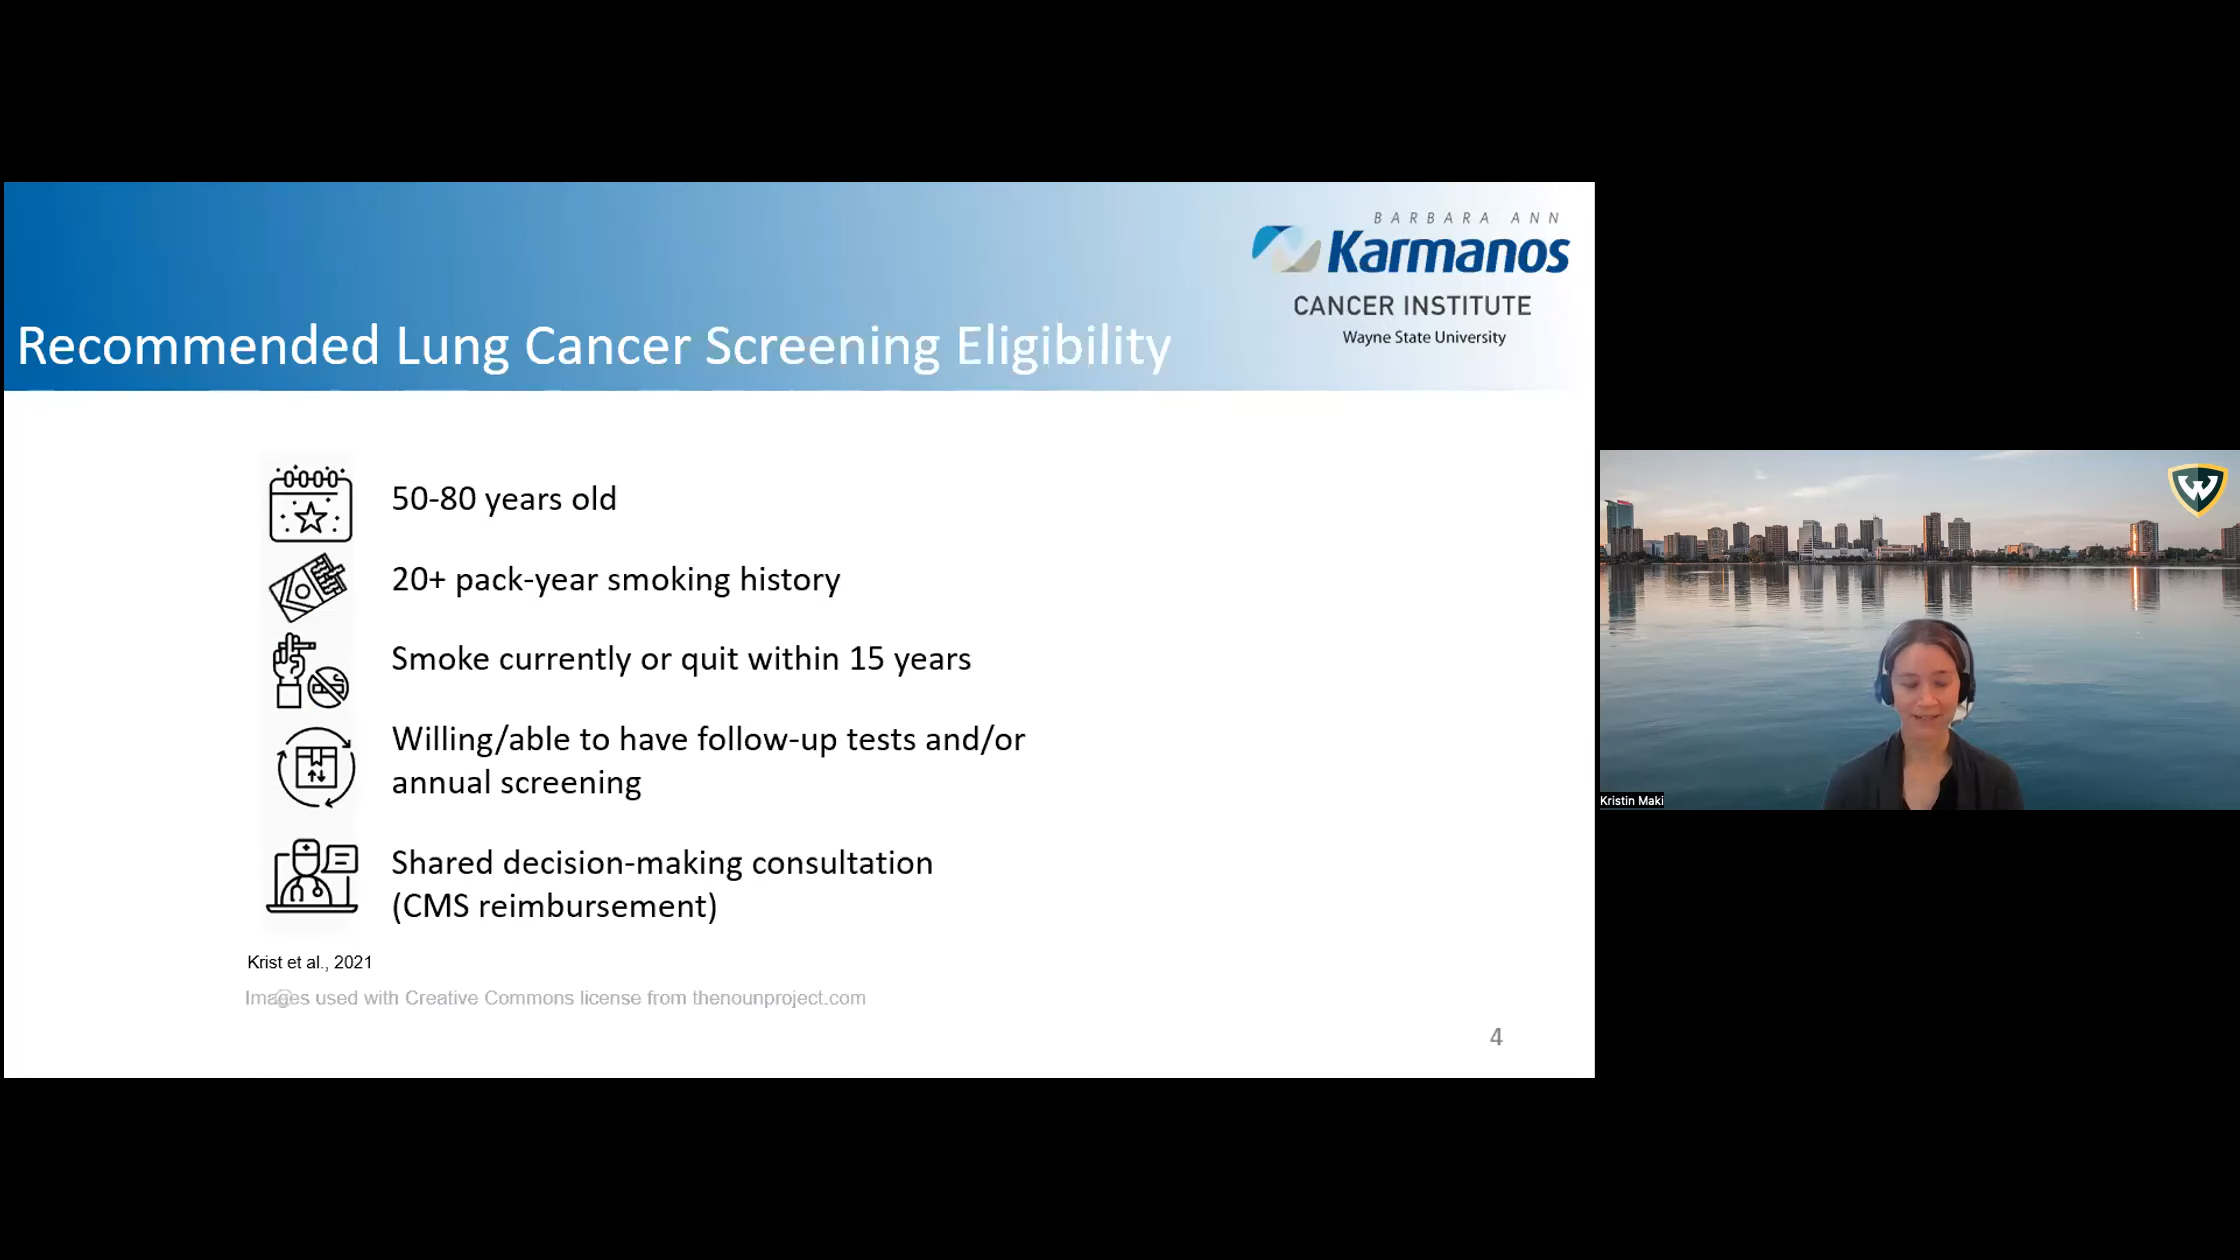 BARBARA ANN
Karmanos
CANCER INSTITUTE
Wayne State University
Recommended Lung Cancer Screening Eligibility
50-80 years old
20+ pack-year smoking history
Smoke currently or quit within 15 years
Willing/able to have follow-up tests and/or
annual screening
Shared decision-making consultation
(CMS reimbursement)
Krist et al., 2021
Images used with Creative Commons license from thenounproject.com
4
W
Kristin Maki